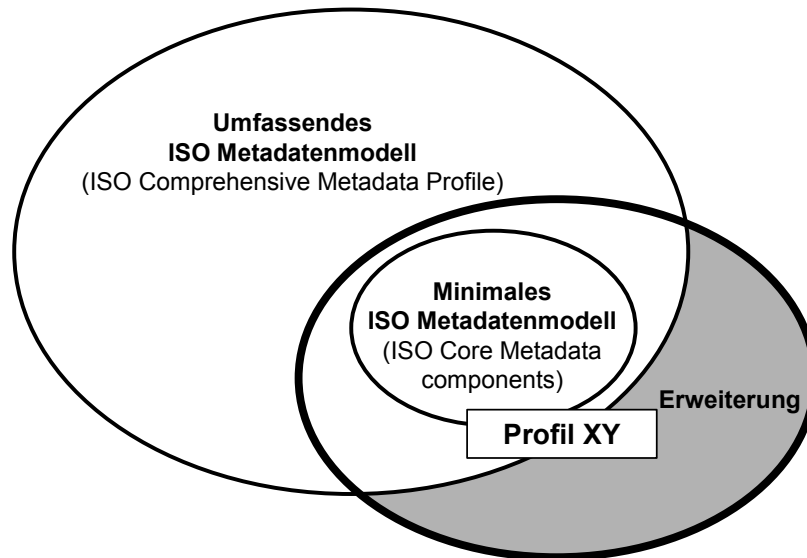 Umfassendes
ISO Metadatenmodell
(ISO Comprehensive Metadata Profile)
Minimales
ISO Metadatenmodell
(ISO Core Metadata
components)
Erweiterung
Profil XY